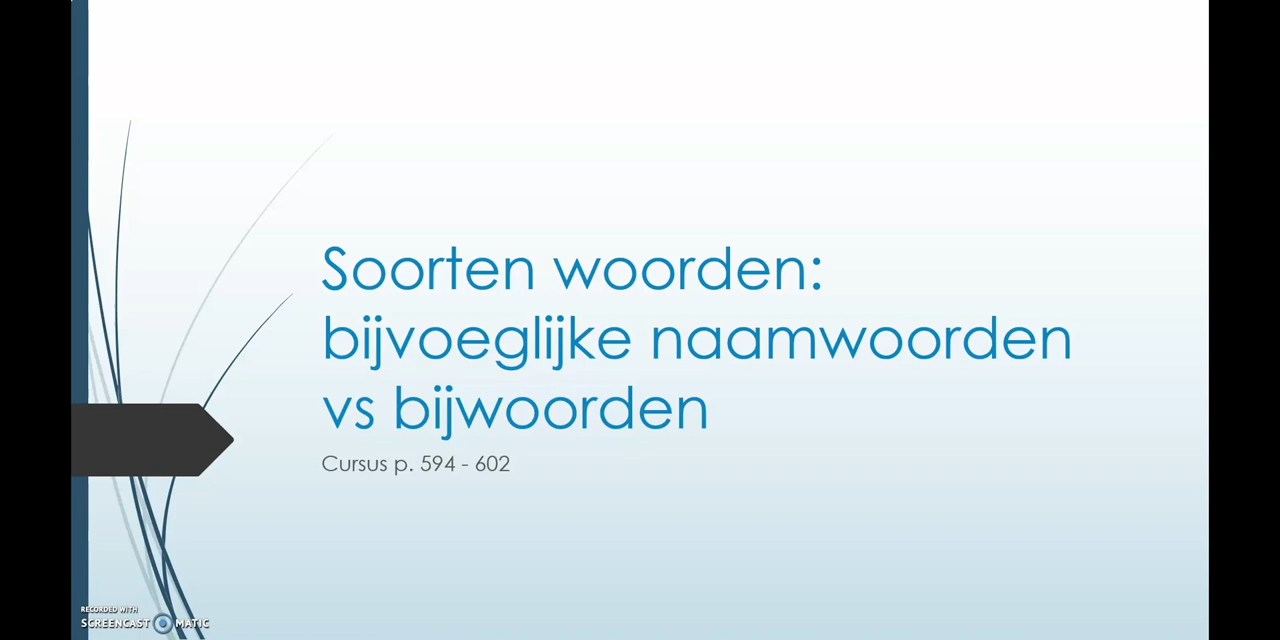 Soorten woorden:
bijvoeglijke naamwoorden
vs bijwoorden
Cursus p. 594 - 602
RECORDED WITH
SCREENCAST MATIC